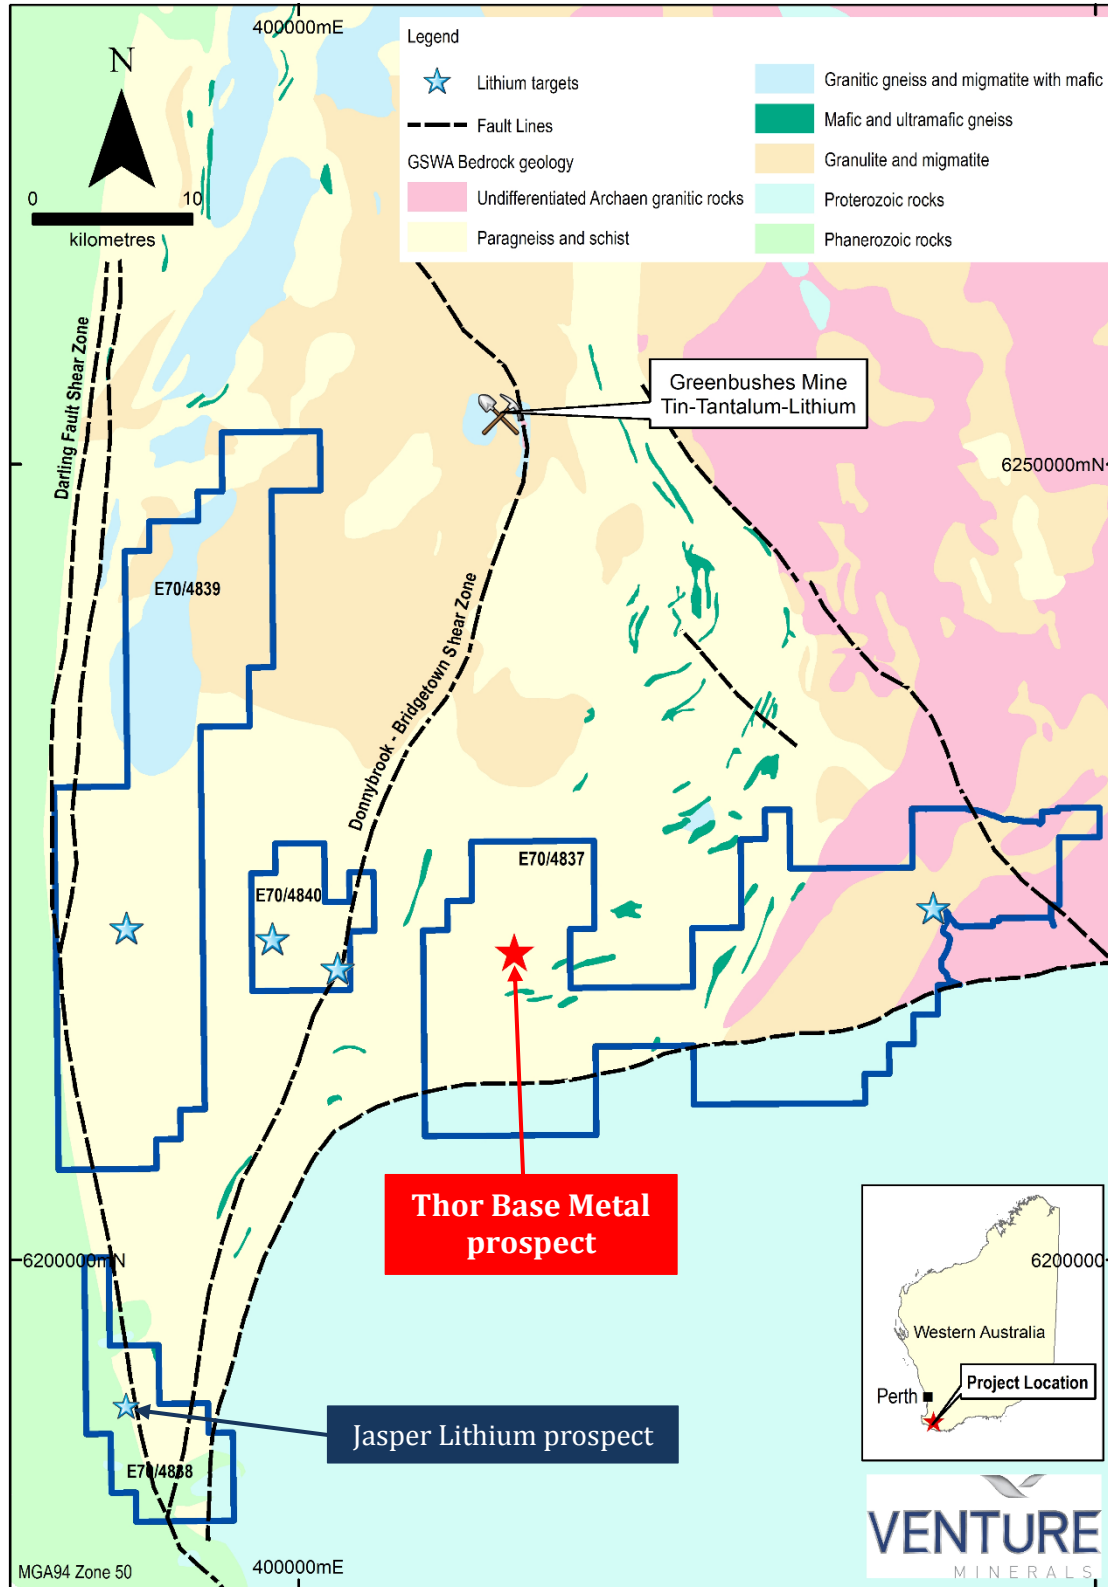 400000mE
Legend
N
Lithium targets
Fault Lines
GSWA Bedrock geology
Undifferentiated Archaen granitic rocks
Paragneiss and schist
Granitic gneiss and migmatite with mafic
Mafic and ultramafic gneiss
Granulite and migmatite
Proterozoic rocks
Phanerozoic rocks
0 10
kilometres
Darling Fault Shear Zone
Greenbushes Mine
Tin-Tantalum-Lithium
6250000mN
E70/4839
Donnybrook - Bridgetown Shear Zone
E70/4837
E70/4840
Thor Base Metal
prospect
6200000mN
6200000
Western Australia
Perth
Project Location
Jasper Lithium prospect
E70/4838
VENTURE
MINERALS
MGA94 Zone 50
400000mE